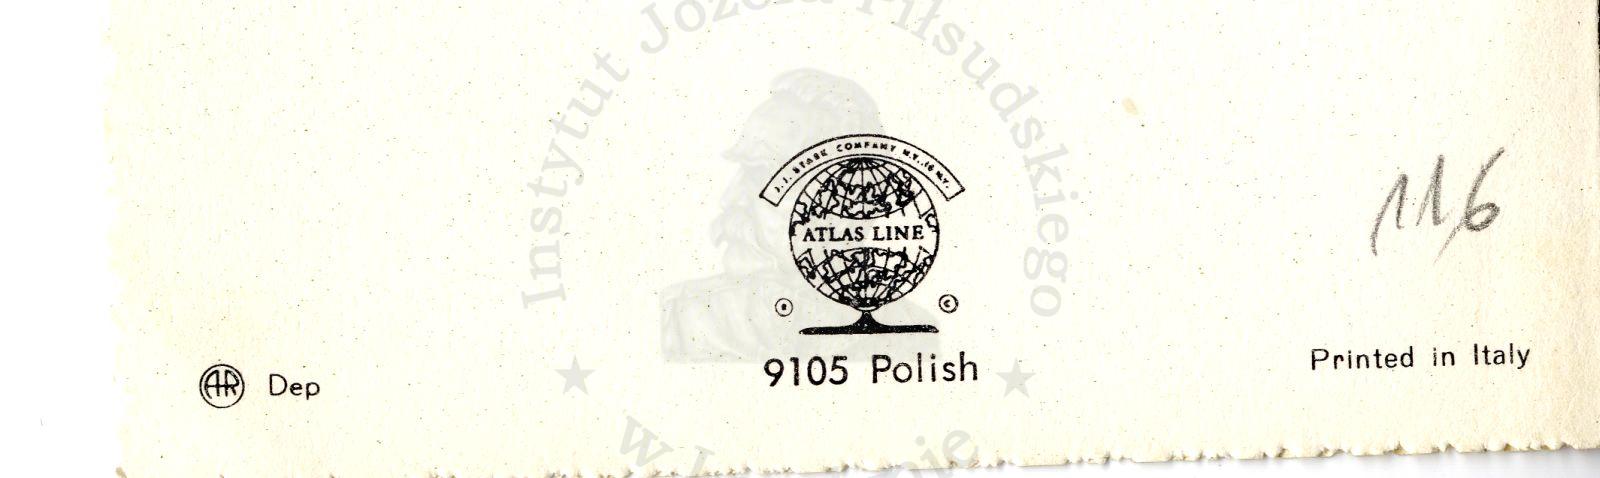 Instytut Józefa Piłsudskiego
J.J. STARK COMPANY N.Y. 16 N.Y.
ATLAS LINE
® ©
9105 Polish
AR Dep
Printed in Italy
116
w